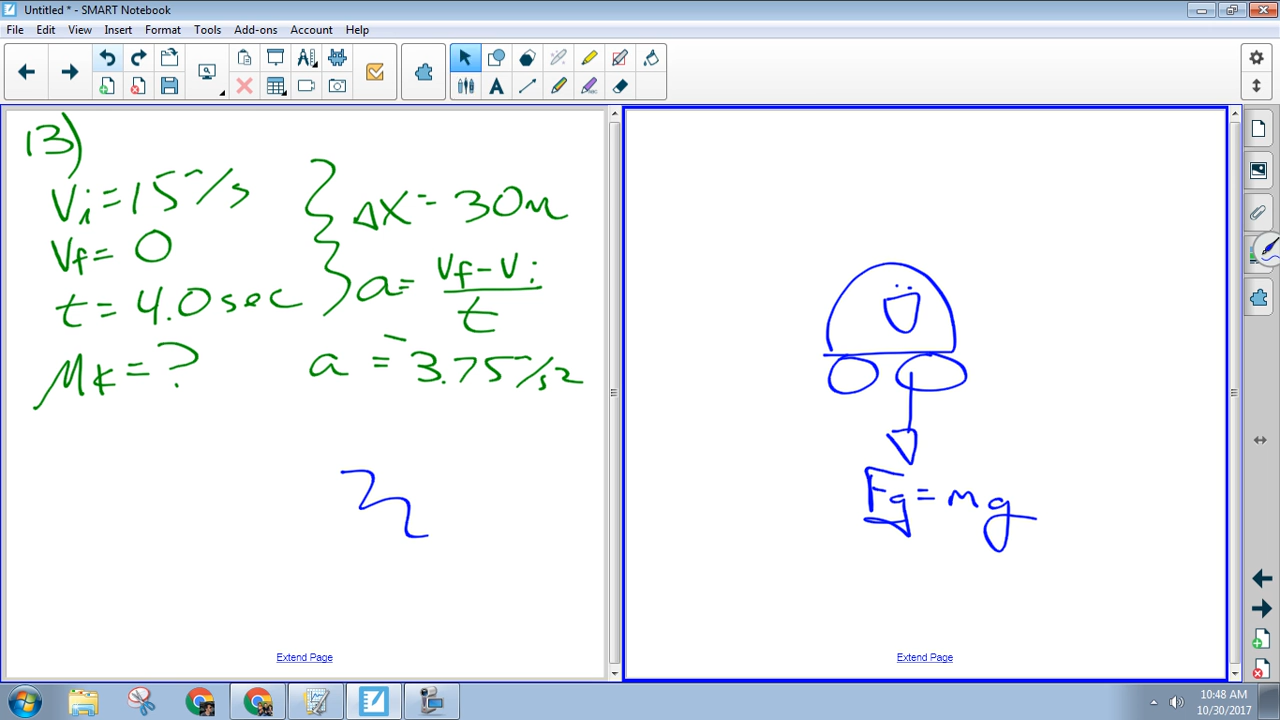 Untitled * - SMART Notebook
File Edit View Insert Format Tools Add-ons Account Help
13)
Vi = 15 m/s
Vf = 0
t = 4.0 sec
μk = ?
Δx = 30m
a = Vf - Vi / t
a = -3.75 m/s2
Fg = mg
Extend Page
Extend Page
10:48 AM
10/30/2017